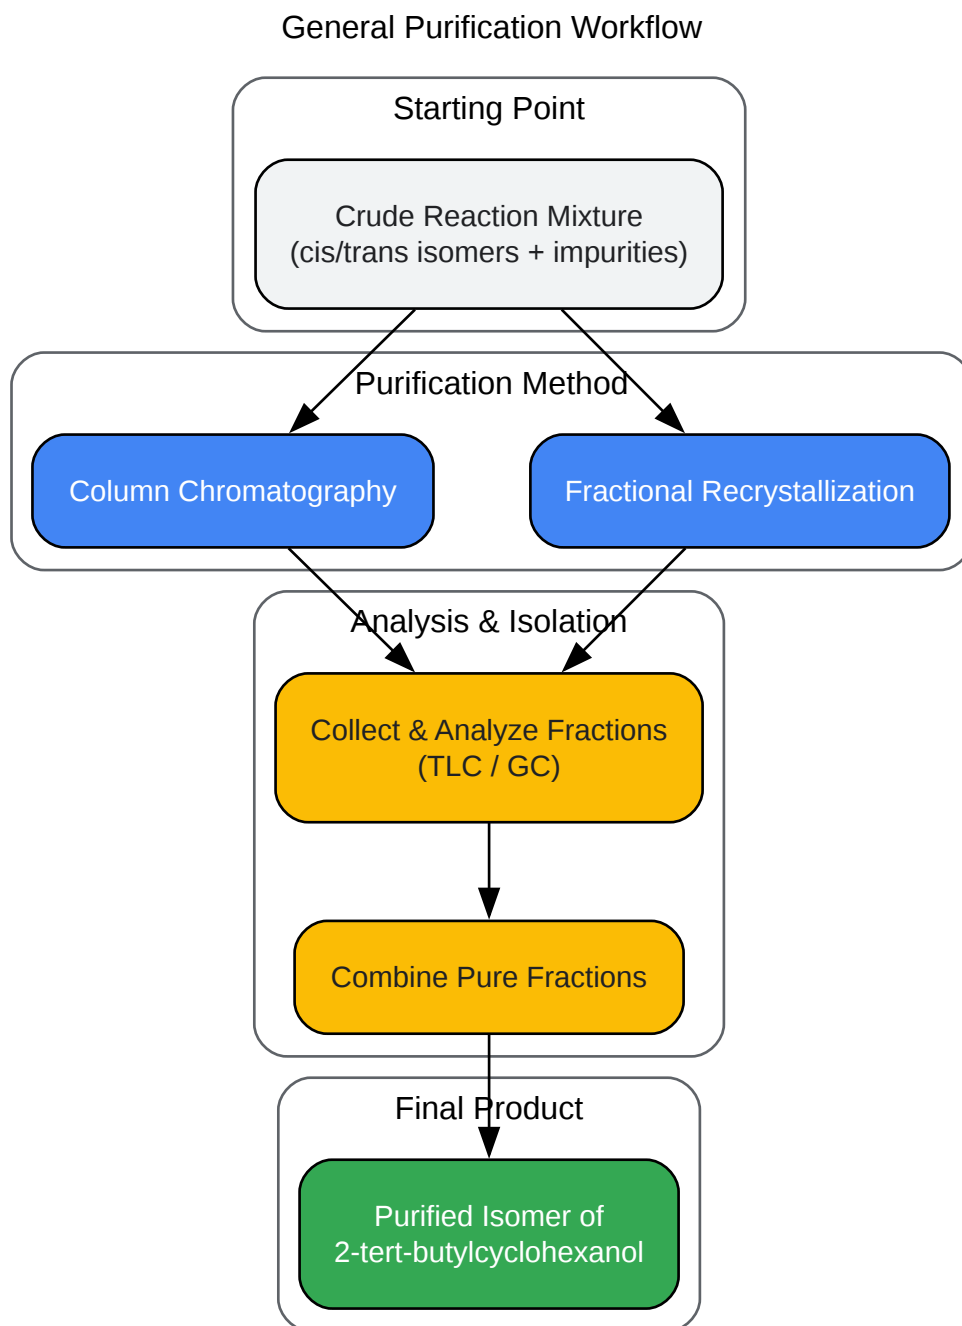 General Purification Workflow
Starting Point
Crude Reaction Mixture
(cis/trans isomers + impurities)
Purification Method
Column Chromatography
Fractional Recrystallization
Analysis & Isolation
Collect & Analyze Fractions
(TLC / GC)
Combine Pure Fractions
Final Product
Purified Isomer of
2-tert-butylcyclohexanol